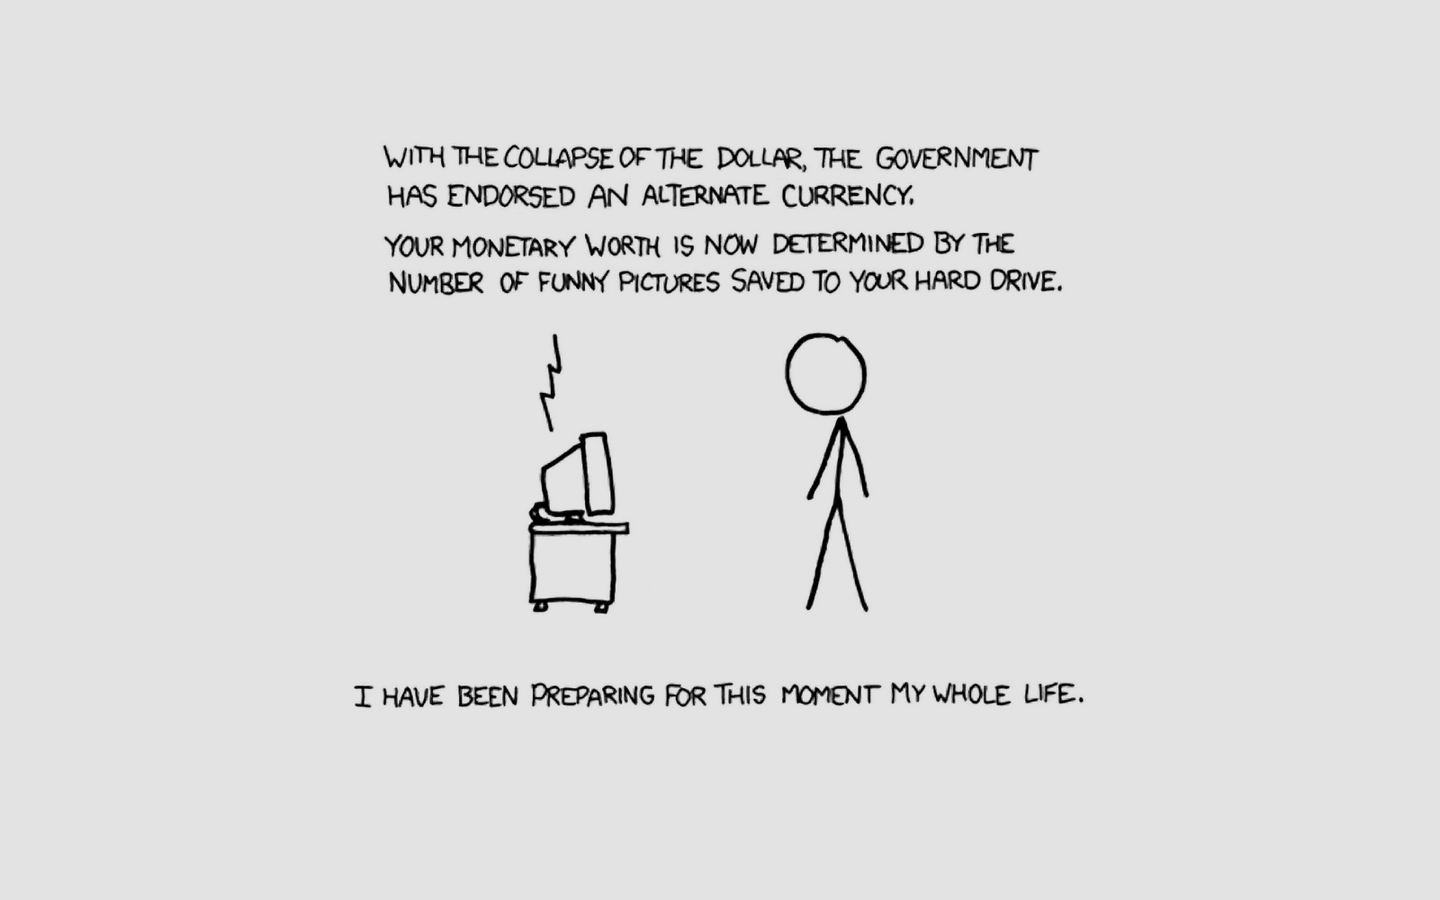 WITH THE COLLAPSE OF THE DOLLAR, THE GOVERNMENT
HAS ENDORSED AN ALTERNATE CURRENCY.
YOUR MONETARY WORTH IS NOW DETERMINED BY THE
NUMBER OF FUNNY PICTURES SAVED TO YOUR HARD DRIVE.
I HAVE BEEN PREPARING FOR THIS MOMENT MY WHOLE LIFE.